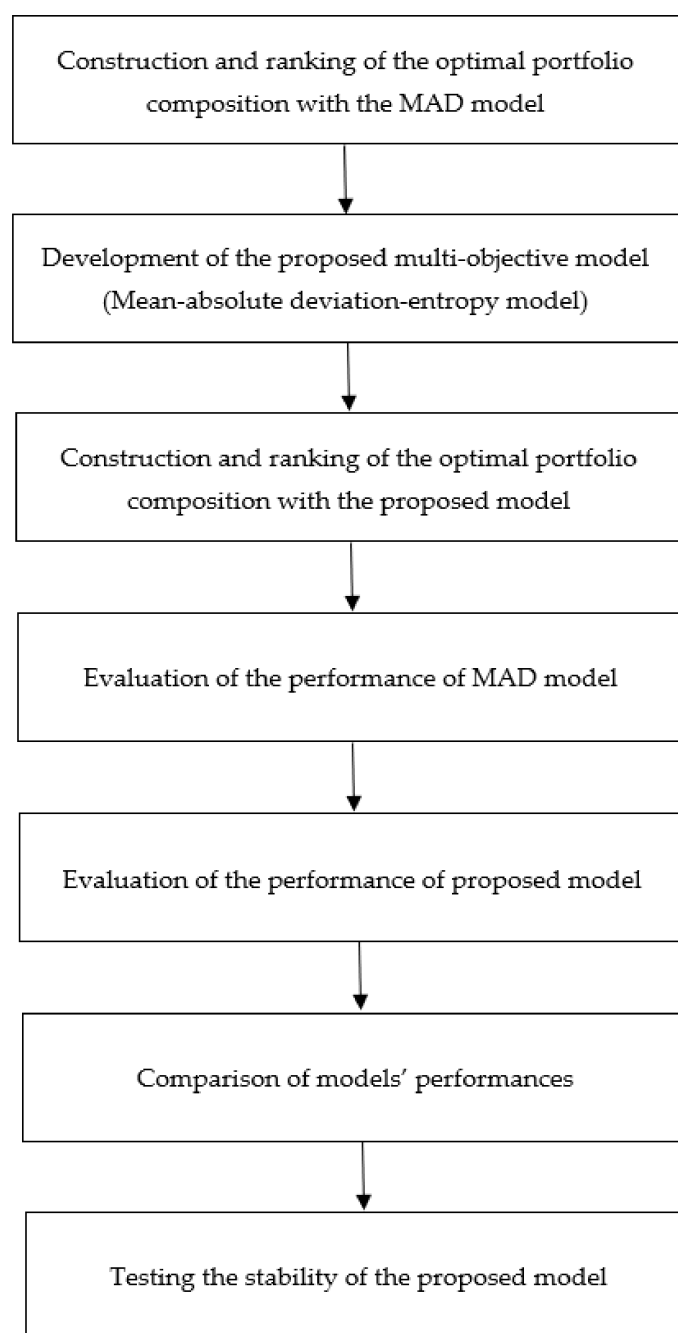 Construction and ranking of the optimal portfolio
composition with the MAD model
Development of the proposed multi-objective model
(Mean-absolute deviation-entropy model)
Construction and ranking of the optimal portfolio
composition with the proposed model
Evaluation of the performance of MAD model
Evaluation of the performance of proposed model
Comparison of models’ performances
Testing the stability of the proposed model